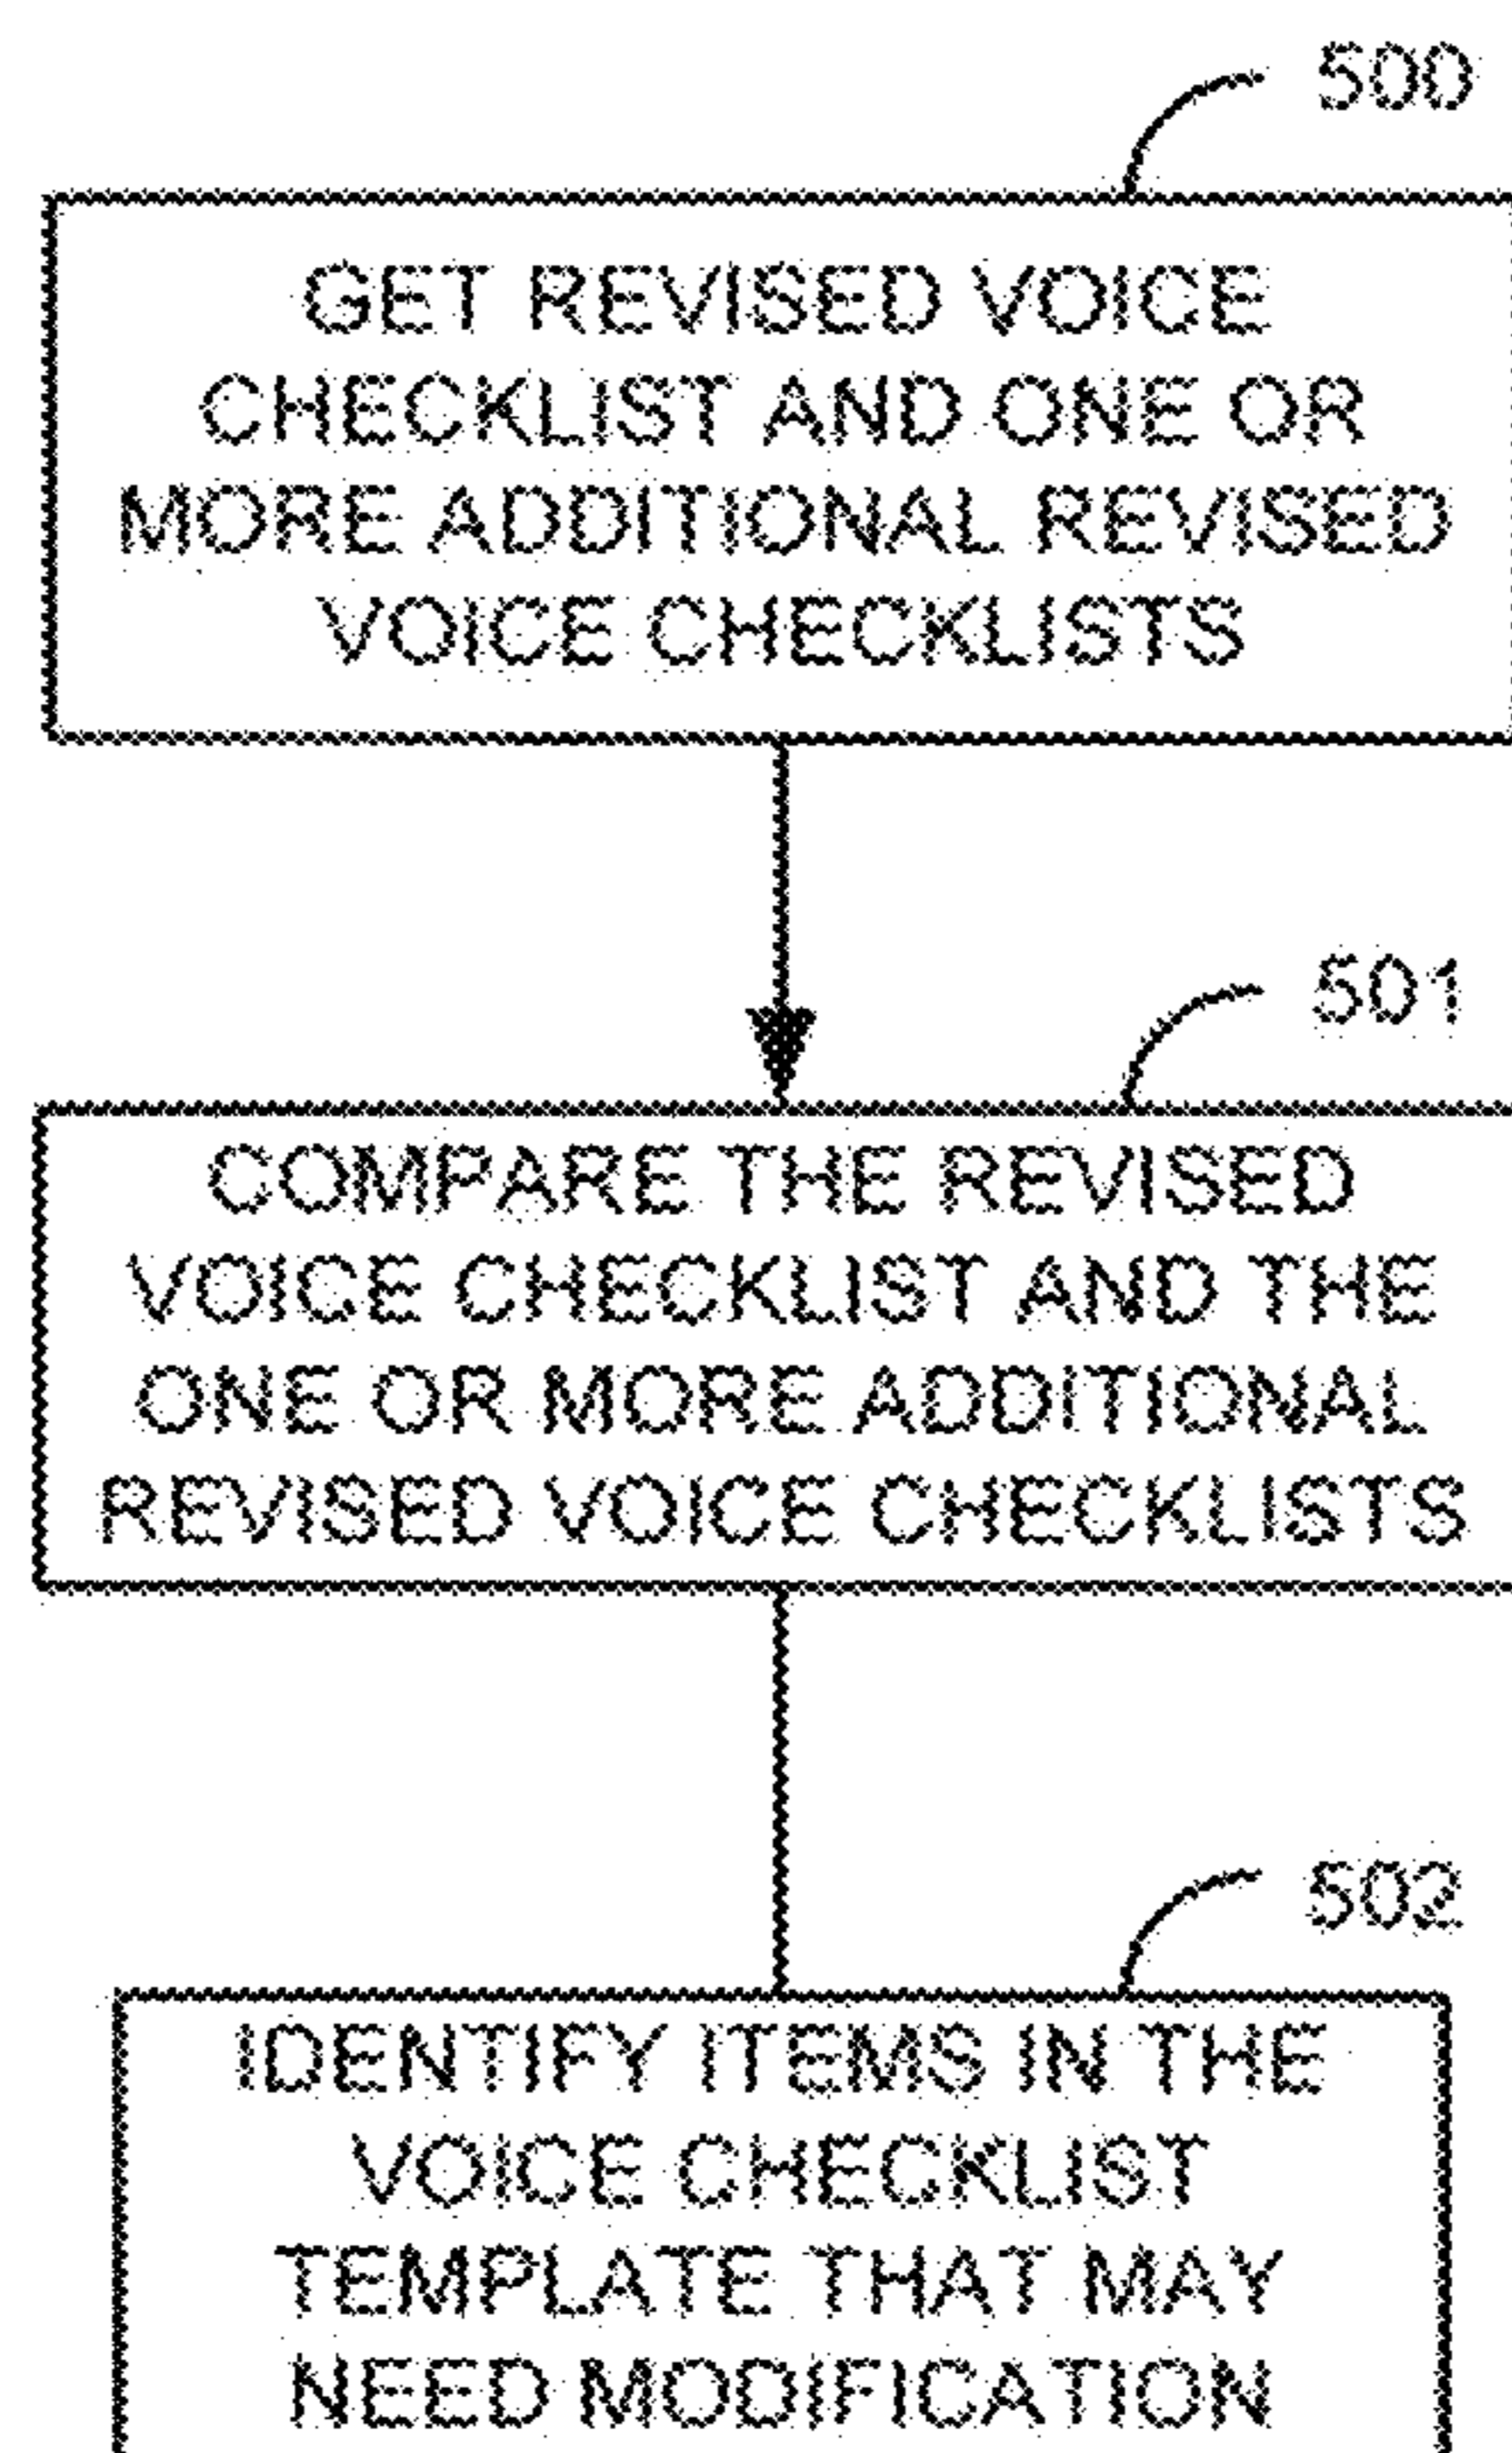 500
GET REVISED VOICE
CHECKLIST AND ONE OR
MORE ADDITIONAL REVISED
VOICE CHECKLISTS
501
COMPARE THE REVISED
VOICE CHECKLIST AND THE
ONE OR MORE ADDITIONAL
REVISED VOICE CHECKLISTS
502
IDENTIFY ITEMS IN THE
VOICE CHECKLIST
TEMPLATE THAT MAY
NEED MODIFICATION